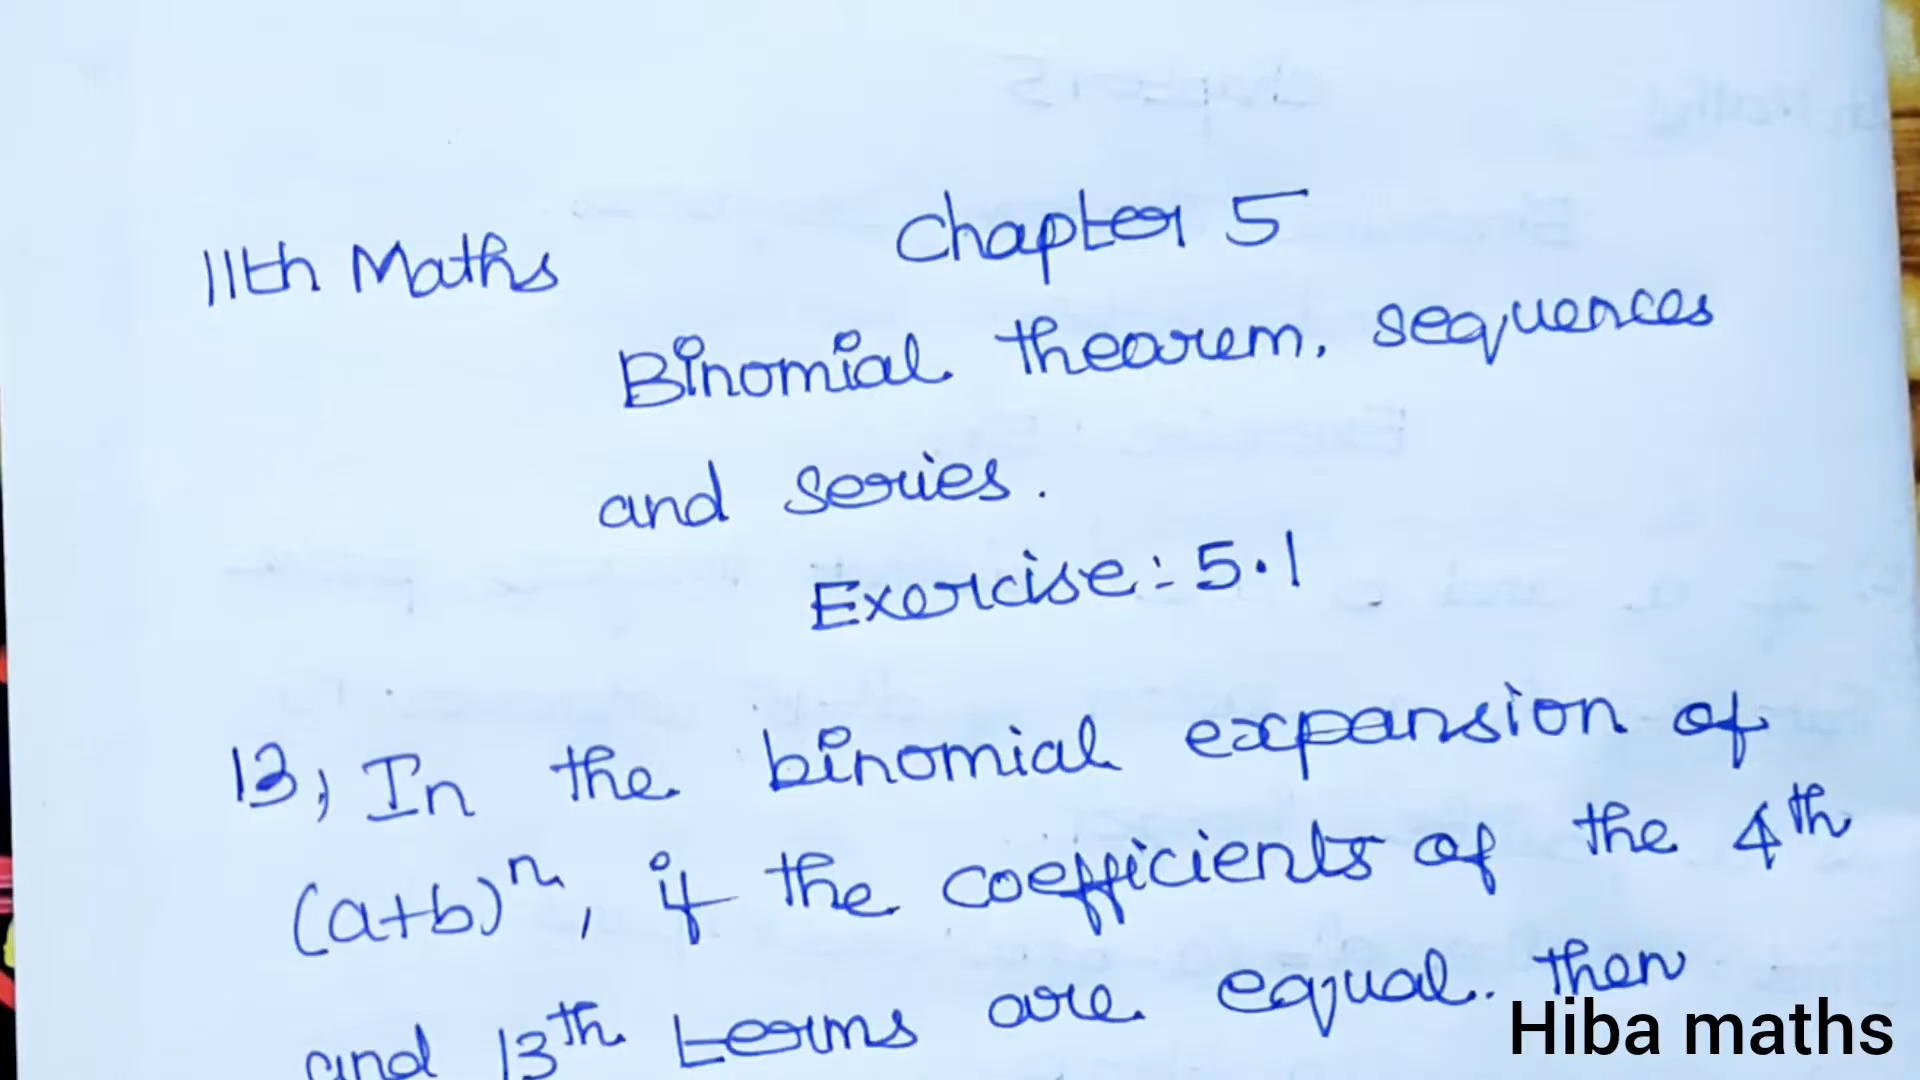 11th Maths
Chapter 5
Binomial thearem, sequences
and series.
Exercise:- 5.1
13, In the binomial expansion of
(a+b)ⁿ, if the coefficients of the 4th
and 13th terms are equal. then
Hiba maths